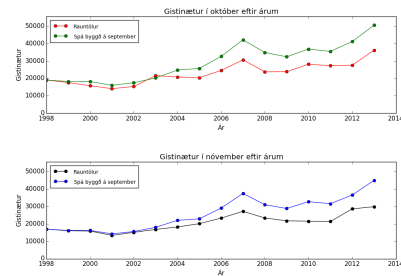 Gistinætur í október eftir árum
Rauntölur
Spá byggð á september
Gistinætur
50000
40000
30000
20000
10000
0
1998 2000 2002 2004 2006 2008 2010 2012 2014
Ár
Gistinætur í nóvember eftir árum
Rauntölur
Spá byggð á september
Gistinætur
50000
40000
30000
20000
10000
0
1998 2000 2002 2004 2006 2008 2010 2012 2014
Ár